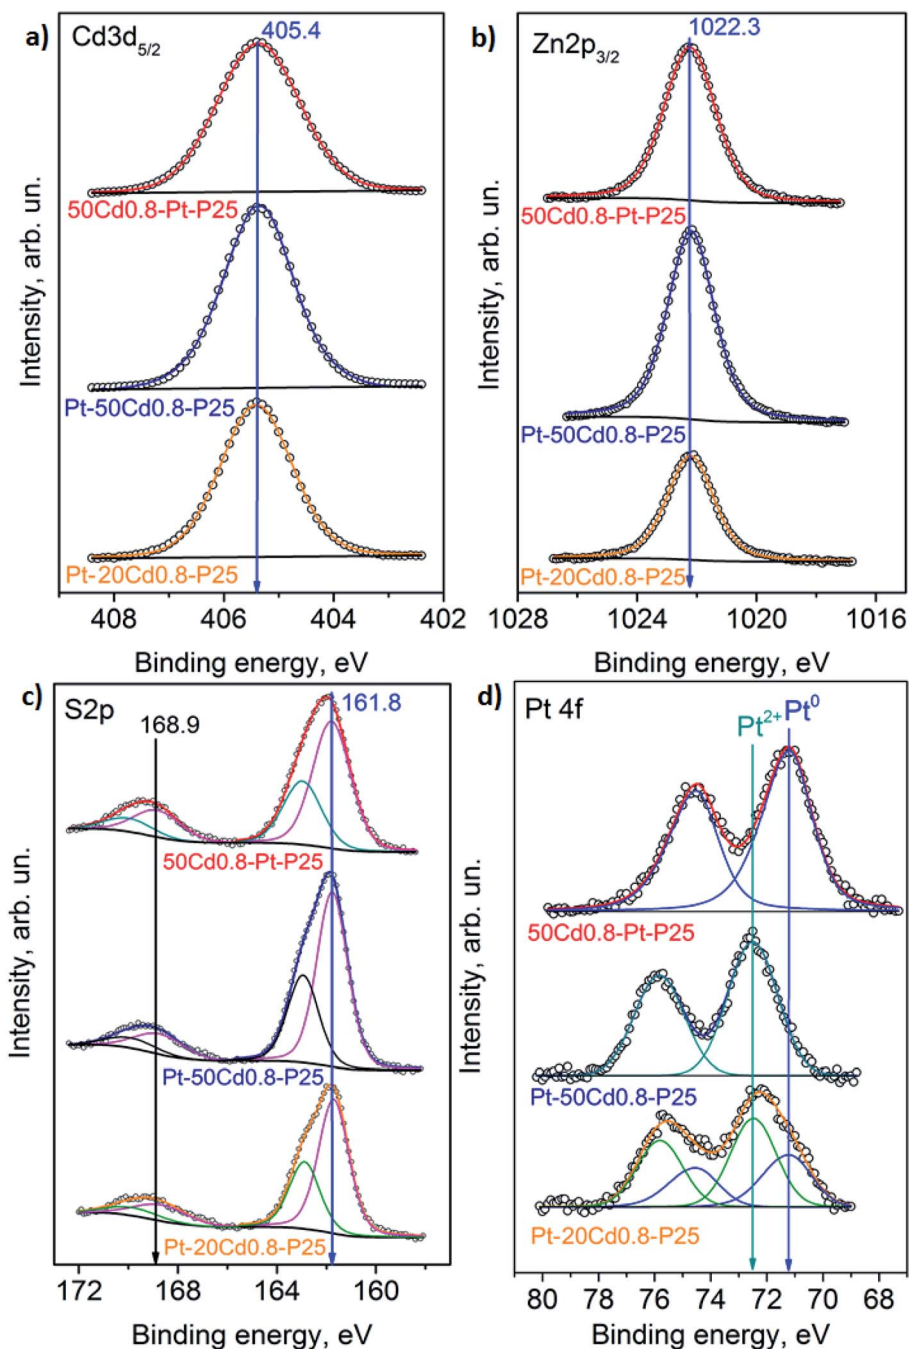 a)
Cd3d5/2
405.4
50Cd0.8-Pt-P25
Pt-50Cd0.8-P25
Pt-20Cd0.8-P25
Intensity, arb. un.
408 406 404 402
Binding energy, eV
b)
Zn2p3/2
1022.3
50Cd0.8-Pt-P25
Pt-50Cd0.8-P25
Pt-20Cd0.8-P25
Intensity, arb. un.
1028 1024 1020 1016
Binding energy, eV
c)
S2p
168.9
161.8
50Cd0.8-Pt-P25
Pt-50Cd0.8-P25
Pt-20Cd0.8-P25
Intensity, arb. un.
172 168 164 160
Binding energy, eV
d)
Pt 4f
Pt²⁺ Pt⁰
50Cd0.8-Pt-P25
Pt-50Cd0.8-P25
Pt-20Cd0.8-P25
Intensity, arb. un.
80 78 76 74 72 70 68
Binding energy, eV